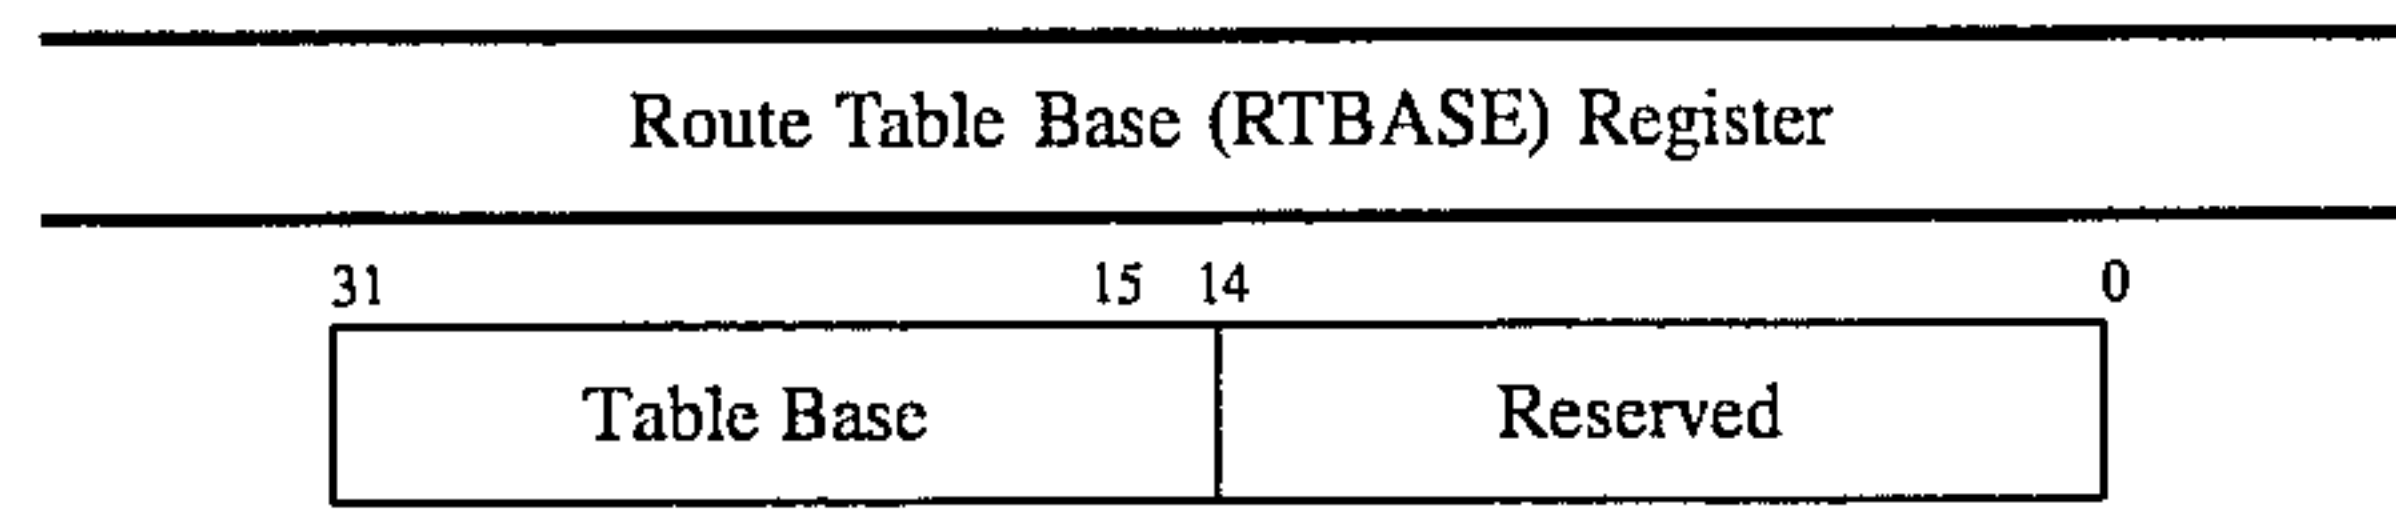 Route Table Base (RTBASE) Register
31 15 14 0
Table Base Reserved